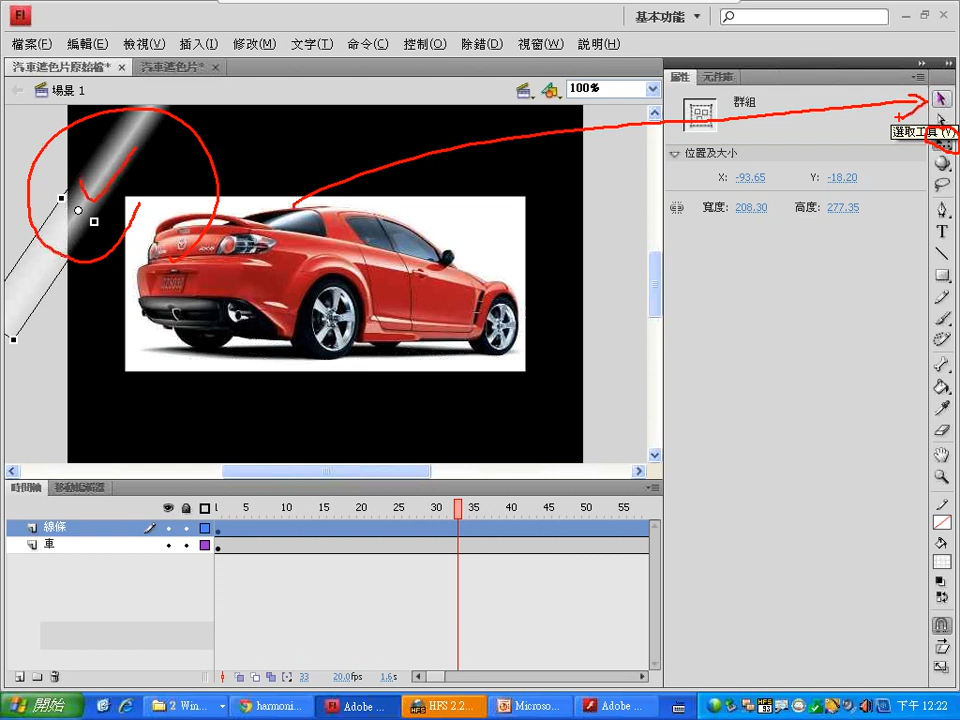 Fl
基本功能
檔案(F) 編輯(E) 檢視(V) 插入(I) 修改(M) 文字(T) 命令(C) 控制(O) 除錯(D) 視窗(W) 說明(H)
汽車遮色片原始檔* × 汽車遮色片* ×
場景 1
100%
屬性 元件庫
群組
選取工具 (V)
位置及大小
X: -93.65 Y: -18.20
寬度: 208.30 高度: 277.35
T
時間軸 移動編輯器
1 5 10 15 20 25 30 35 40 45 50 55
線條
車
33 20.0fps 1.6s
開始 2 Win... harmoni... Adobe ... HFS 2.2... Microso... Adobe ... 下午 12:22